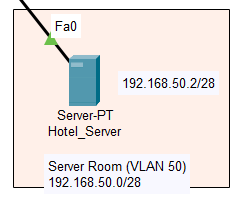 Fa0
192.168.50.2/28
Server-PT
Hotel_Server
Server Room (VLAN 50)
192.168.50.0/28